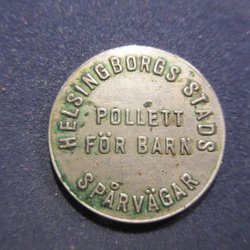 HELSINGBORGS STADS
POLLETT
FÖR BARN
SPÅRVÄGAR